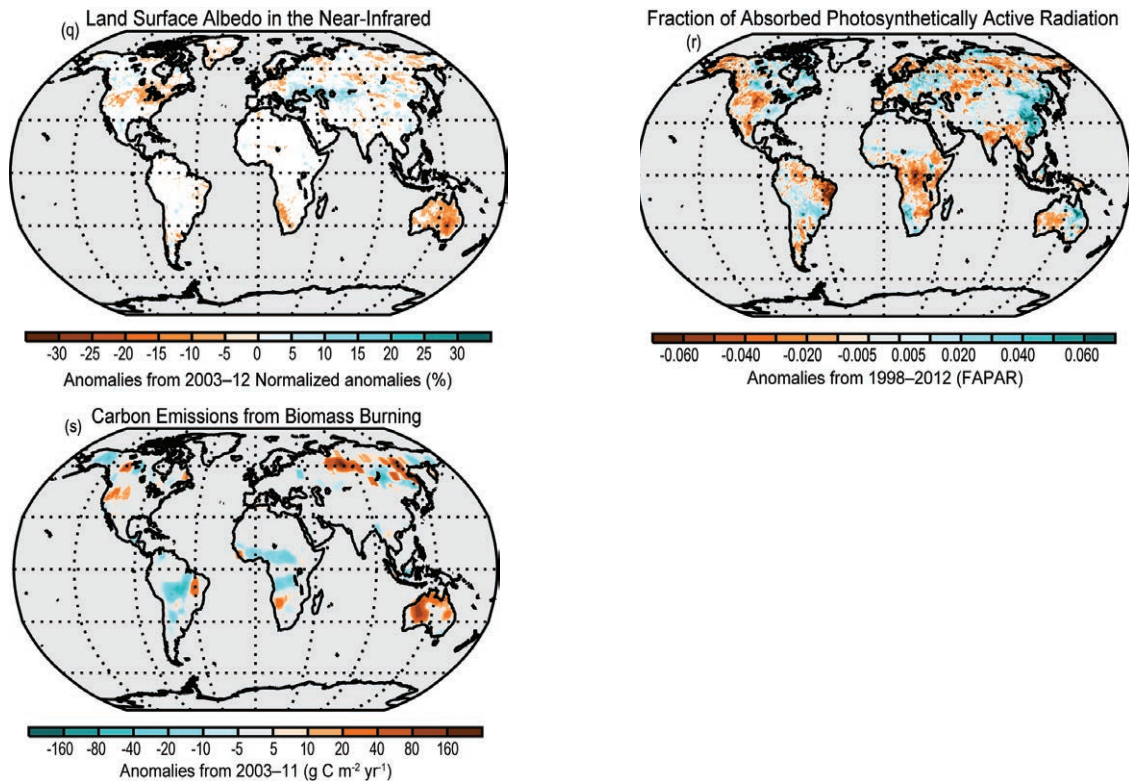 Land Surface Albedo in the Near-Infrared
(q)
-30 -25 -20 -15 -10 -5 0 5 10 15 20 25 30
Anomalies from 2003–12 Normalized anomalies (%)
Fraction of Absorbed Photosynthetically Active Radiation
(r)
-0.060 -0.040 -0.020 -0.005 0.005 0.020 0.040 0.060
Anomalies from 1998–2012 (FAPAR)
(s) Carbon Emissions from Biomass Burning
-160 -80 -40 -20 -10 -5 5 10 20 40 80 160
Anomalies from 2003–11 (g C m⁻² yr⁻¹)